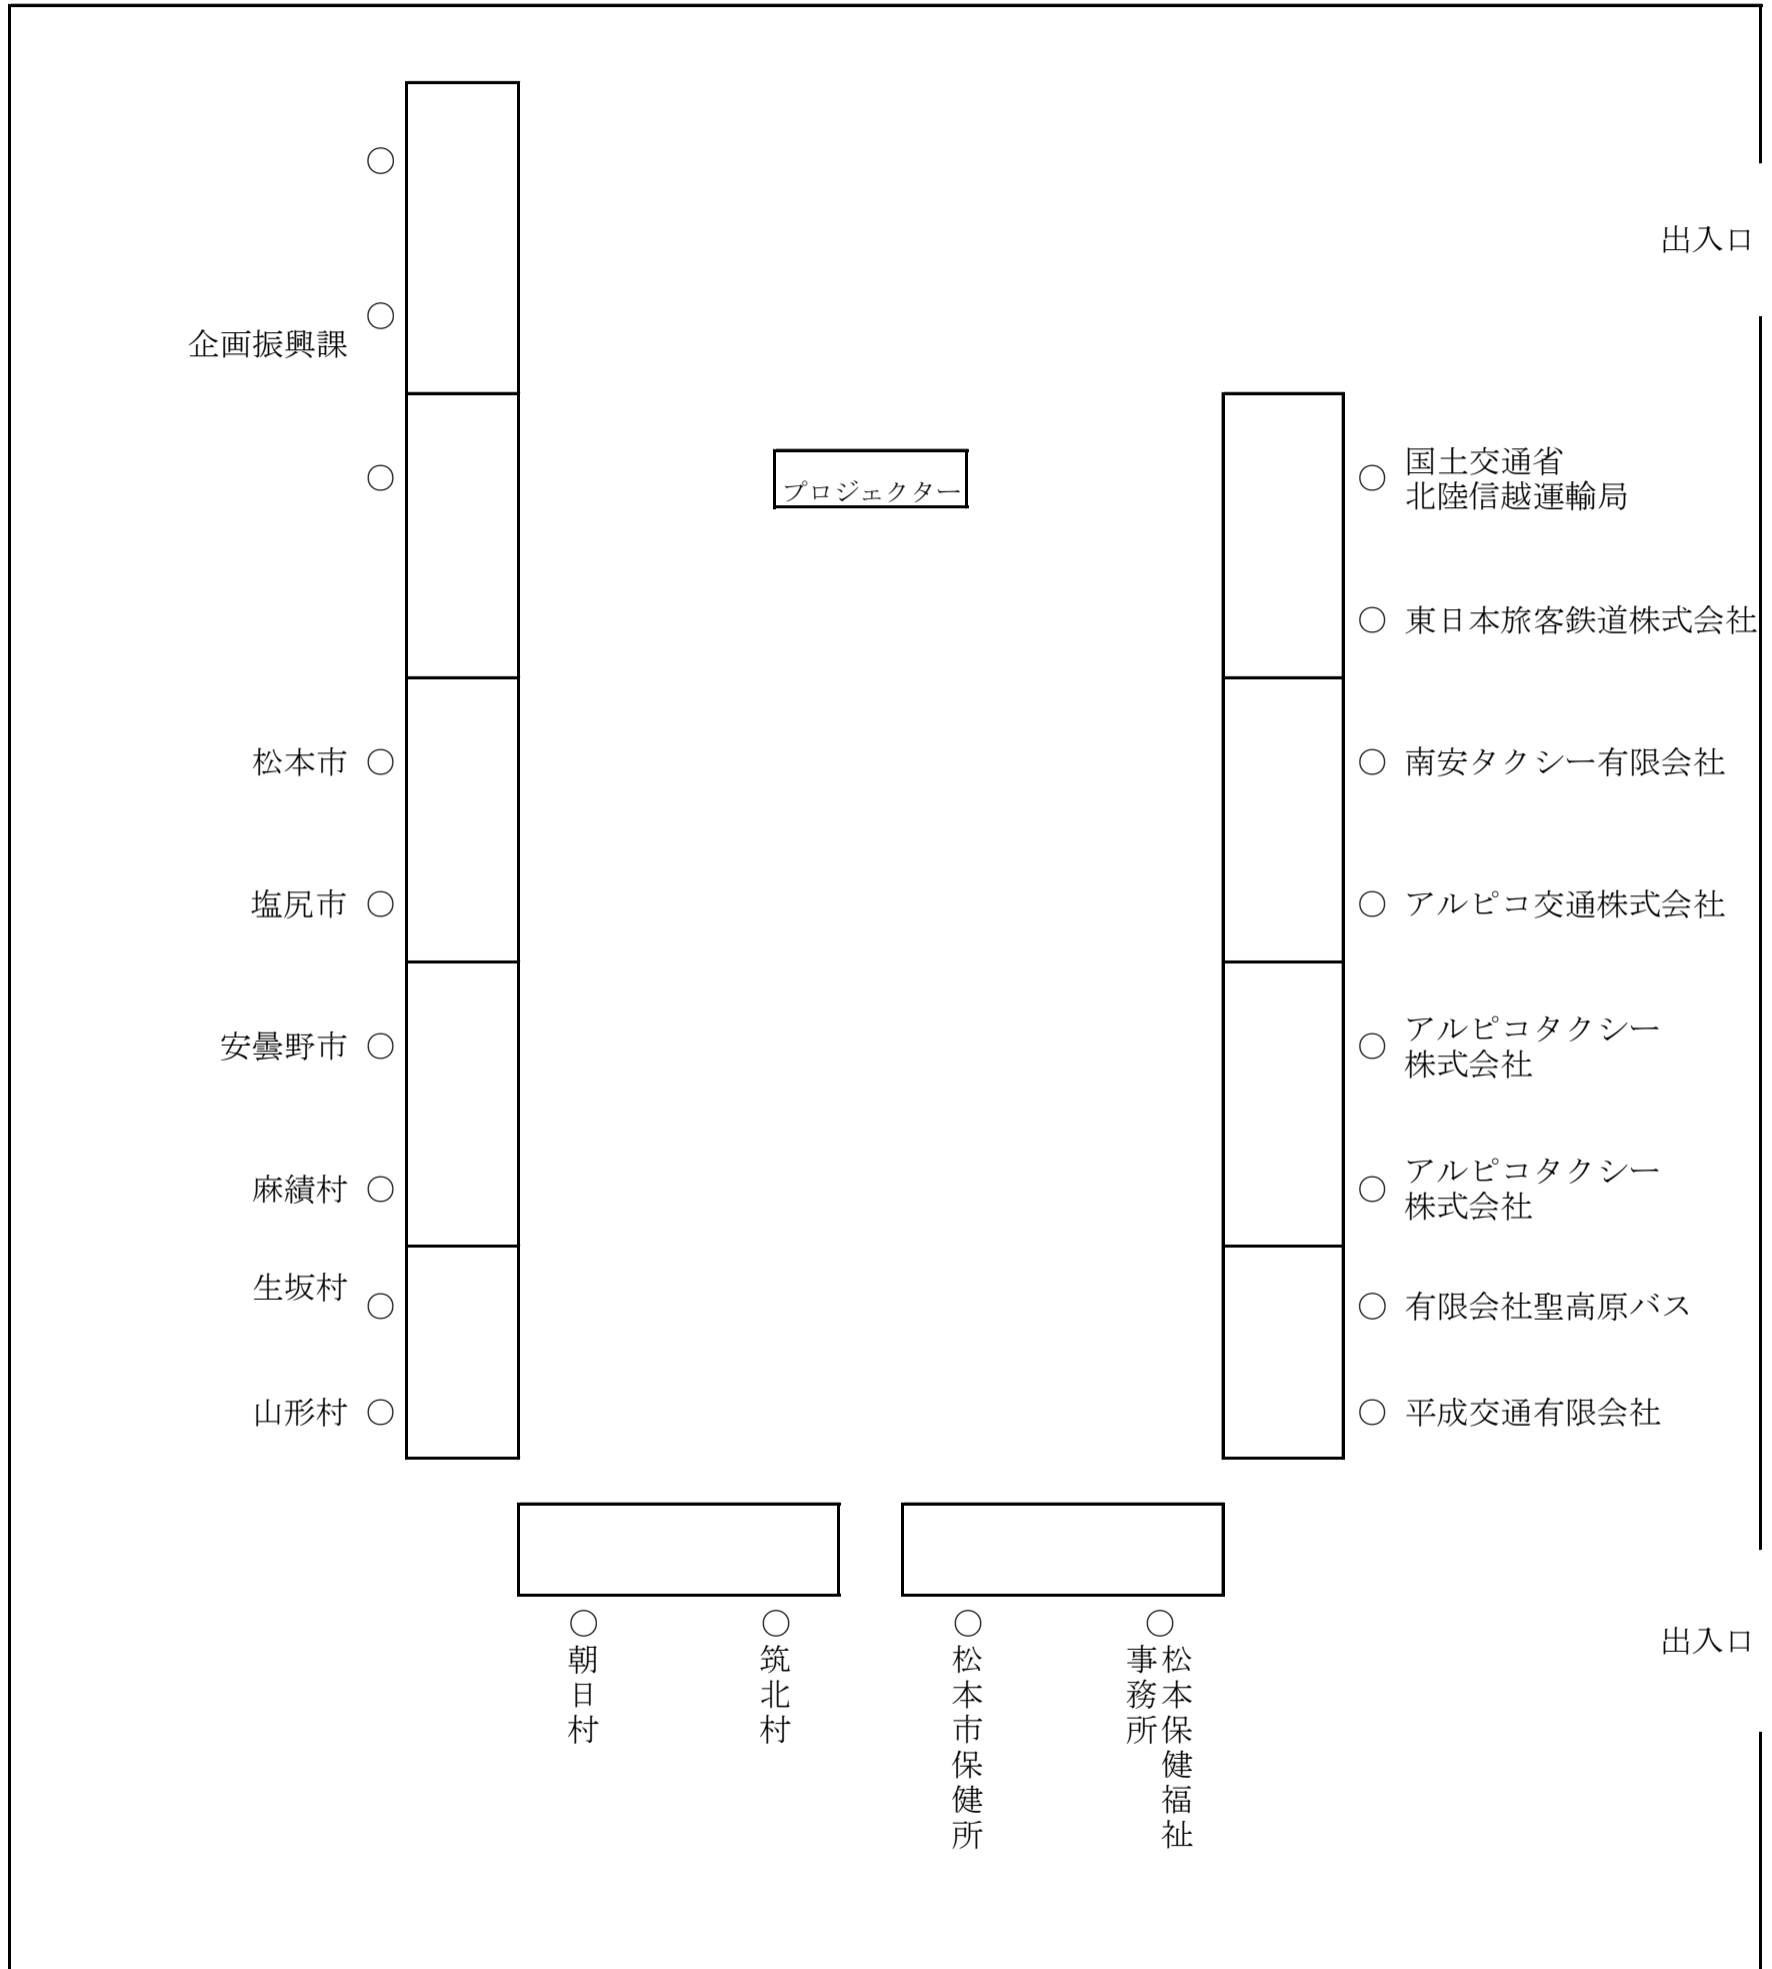 出入口
企画振興課
プロジェクター
国土交通省
北陸信越運輸局
東日本旅客鉄道株式会社
松本市
南安タクシー有限会社
塩尻市
アルピコ交通株式会社
安曇野市
アルピコタクシー
株式会社
麻績村
アルピコタクシー
株式会社
生坂村
有限会社聖高原バス
山形村
平成交通有限会社
朝日村
筑北村
松本市保健所
松本保健福祉
事務所
出入口